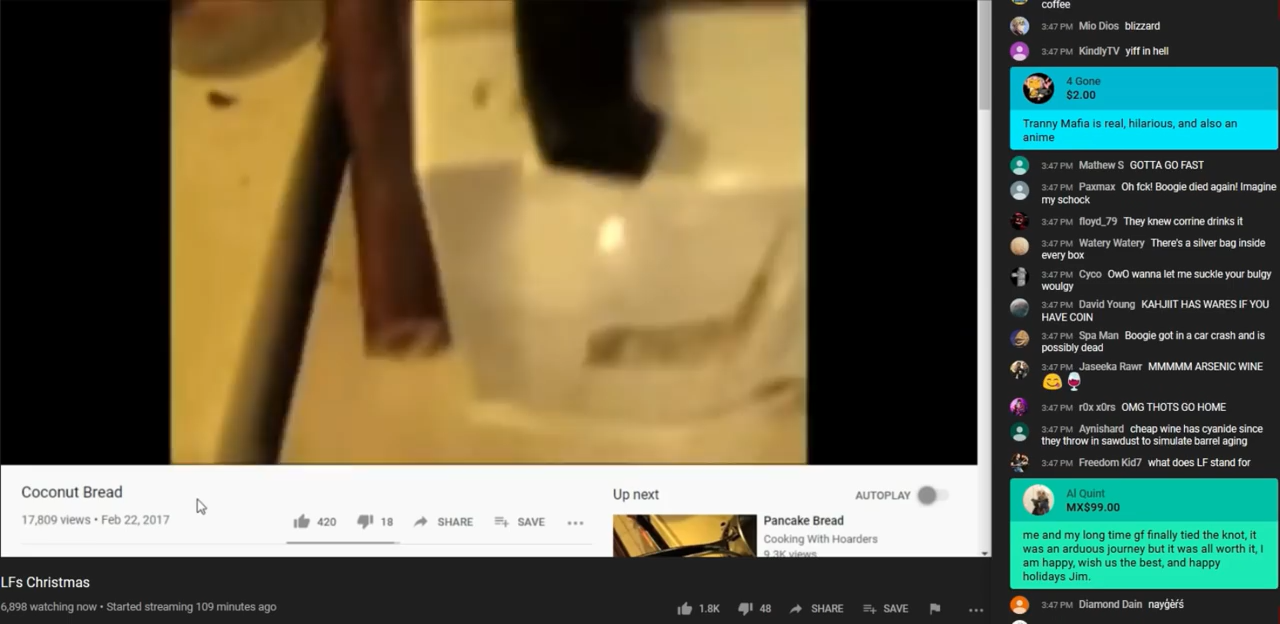 Coconut Bread
17,809 views • Feb 22, 2017
420
18
SHARE
SAVE
Up next
AUTOPLAY
Pancake Bread
Cooking With Hoarders
9.3K views
LFs Christmas
6,898 watching now • Started streaming 109 minutes ago
1.8K
48
SHARE
SAVE
coffee
3:47 PM Mio Dios blizzard
3:47 PM KindlyTV yiff in hell
4 Gone
$2.00
Tranny Mafia is real, hilarious, and also an
anime
3:47 PM Mathew S GOTTA GO FAST
3:47 PM Paxmax Oh fck! Boogie died again! Imagine
my schock
3:47 PM floyd_79 They knew corrine drinks it
3:47 PM Watery Watery There's a silver bag inside
every box
3:47 PM Cyco OwO wanna let me suckle your bulgy
woulgy
3:47 PM David Young KAHJIIT HAS WARES IF YOU
HAVE COIN
3:47 PM Spa Man Boogie got in a car crash and is
possibly dead
3:47 PM Jaseeka Rawr MMMMM ARSENIC WINE
😋🍷
3:47 PM r0x x0rs OMG THOTS GO HOME
3:47 PM Aynishard cheap wine has cyanide since
they throw in sawdust to simulate barrel aging
3:47 PM Freedom Kid7 what does LF stand for
Al Quint
MX$99.00
me and my long time gf finally tied the knot, it
was an arduous journey but it was all worth it, I
am happy, wish us the best, and happy
holidays Jim.
3:47 PM Diamond Dain nayġèŕś